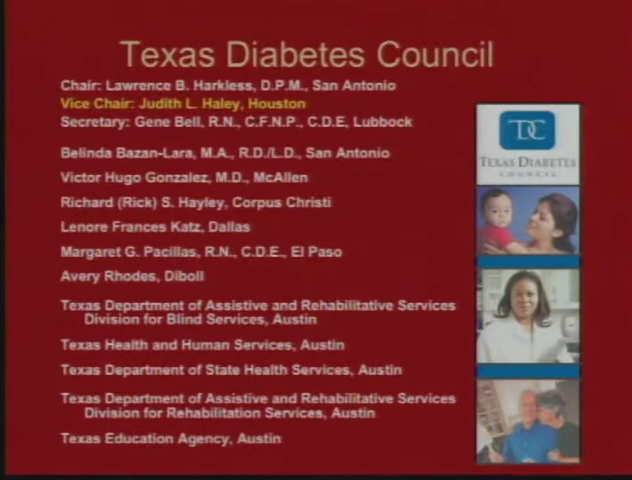 Texas Diabetes Council
Chair: Lawrence B. Harkless, D.P.M., San Antonio
Vice Chair: Judith L. Haley, Houston
Secretary: Gene Bell, R.N., C.F.N.P., C.D.E, Lubbock
Belinda Bazan-Lara, M.A., R.D./L.D., San Antonio
Victor Hugo Gonzalez, M.D., McAllen
Richard (Rick) S. Hayley, Corpus Christi
Lenore Frances Katz, Dallas
Margaret G. Pacillas, R.N., C.D.E., El Paso
Avery Rhodes, Diboll
Texas Department of Assistive and Rehabilitative Services
Division for Blind Services, Austin
Texas Health and Human Services, Austin
Texas Department of State Health Services, Austin
Texas Department of Assistive and Rehabilitative Services
Division for Rehabilitation Services, Austin
Texas Education Agency, Austin
TDC
TEXAS DIABETES
COUNCIL